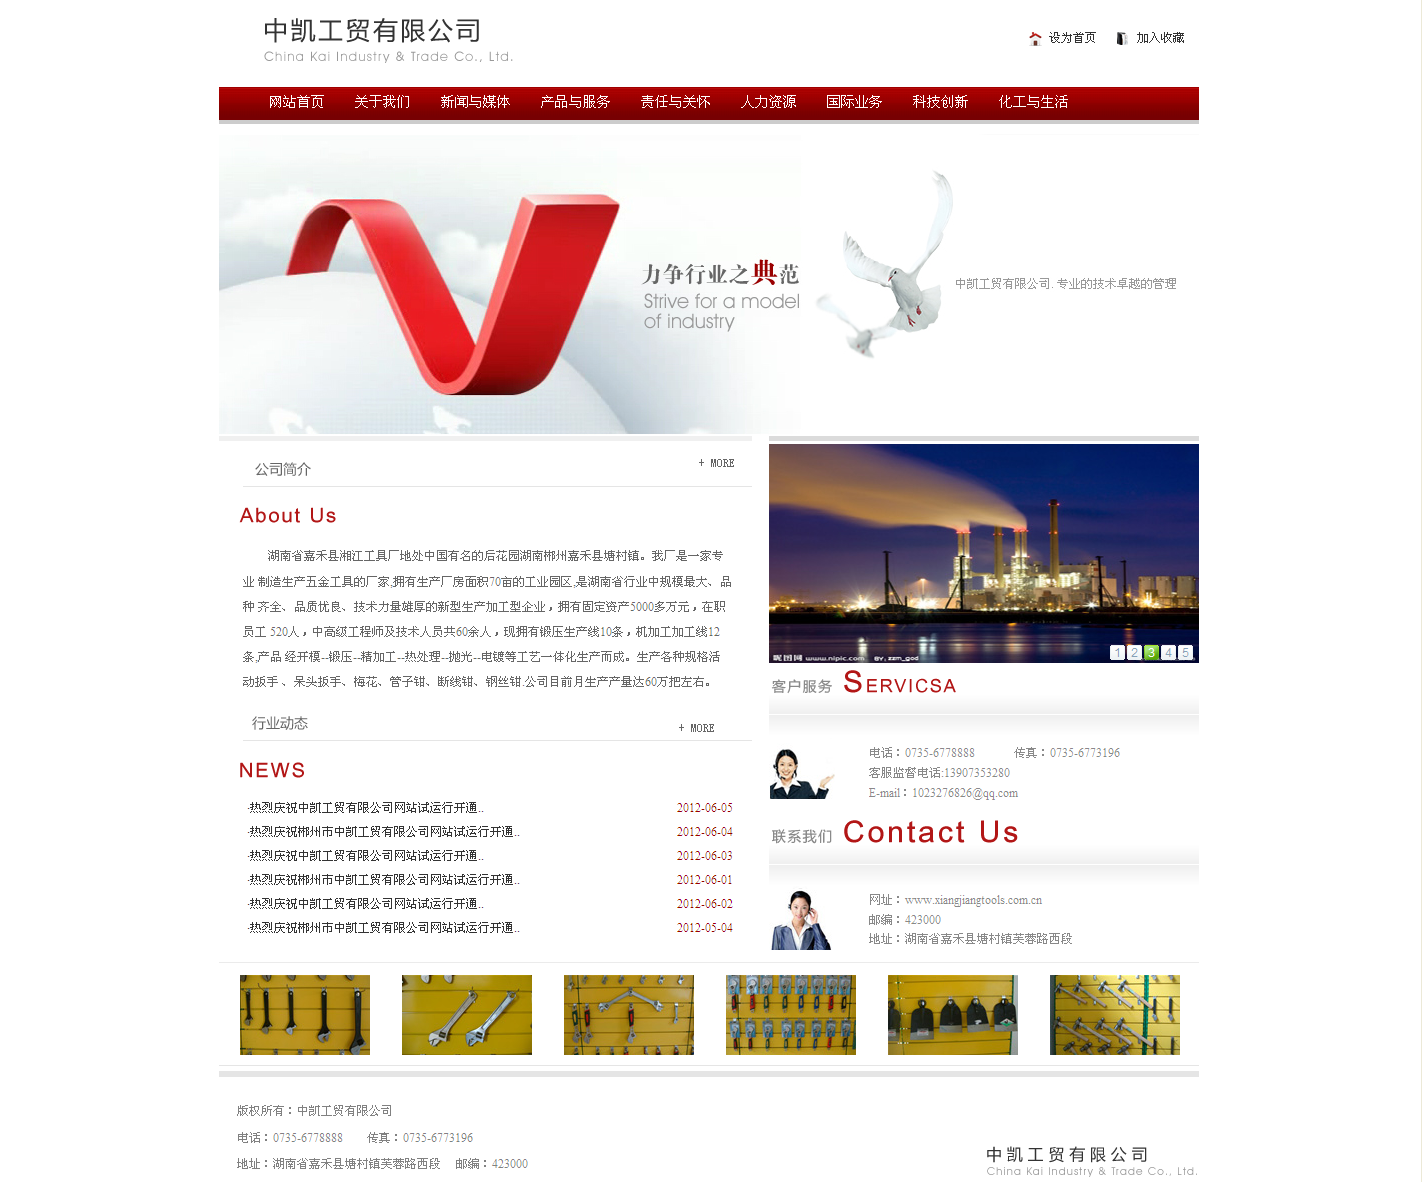 中凯工贸有限公司
China Kai Industry & Trade Co., Ltd.
设为首页 加入收藏
网站首页 关于我们 新闻与媒体 产品与服务 责任与关怀 人力资源 国际业务 科技创新 化工与生活
力争行业之典范
Strive for a model
of industry
中凯工贸有限公司. 专业的技术卓越的管理
公司简介
+ MORE
About Us
湖南省嘉禾县湘江工具厂地处中国有名的后花园湖南郴州嘉禾县塘村镇。我厂是一家专
业 制造生产五金工具的厂家,拥有生产厂房面积70亩的工业园区,是湖南省行业中规模最大、品
种 齐全、品质优良、技术力量雄厚的新型生产加工型企业，拥有固定资产5000多万元，在职
员工 520人，中高级工程师及技术人员共60余人，现拥有锻压生产线10条，机加工加工线12
条,产品 经开模--锻压--精加工--热处理--抛光--电镀等工艺一体化生产而成。生产各种规格活
动扳手 、呆头扳手、梅花、管子钳、断线钳、钢丝钳.公司目前月生产产量达60万把左右。
行业动态
+ MORE
NEWS
·热烈庆祝中凯工贸有限公司网站试运行开通.. 2012-06-05
·热烈庆祝郴州市中凯工贸有限公司网站试运行开通.. 2012-06-04
·热烈庆祝中凯工贸有限公司网站试运行开通.. 2012-06-03
·热烈庆祝郴州市中凯工贸有限公司网站试运行开通.. 2012-06-01
·热烈庆祝中凯工贸有限公司网站试运行开通.. 2012-06-02
·热烈庆祝郴州市中凯工贸有限公司网站试运行开通.. 2012-05-04
昵图网 www.nipic.com BY: zzm_god
1 2 3 4 5
客户服务 SERVICSA
电话：0735-6778888 传真：0735-6773196
客服监督电话:13907353280
E-mail：1023276826@qq.com
联系我们 Contact Us
网址：www.xiangjiangtools.com.cn
邮编：423000
地址：湖南省嘉禾县塘村镇芙蓉路西段
版权所有：中凯工贸有限公司
电话：0735-6778888 传真：0735-6773196
地址：湖南省嘉禾县塘村镇芙蓉路西段 邮编：423000
中凯工贸有限公司
China Kai Industry & Trade Co., Ltd.